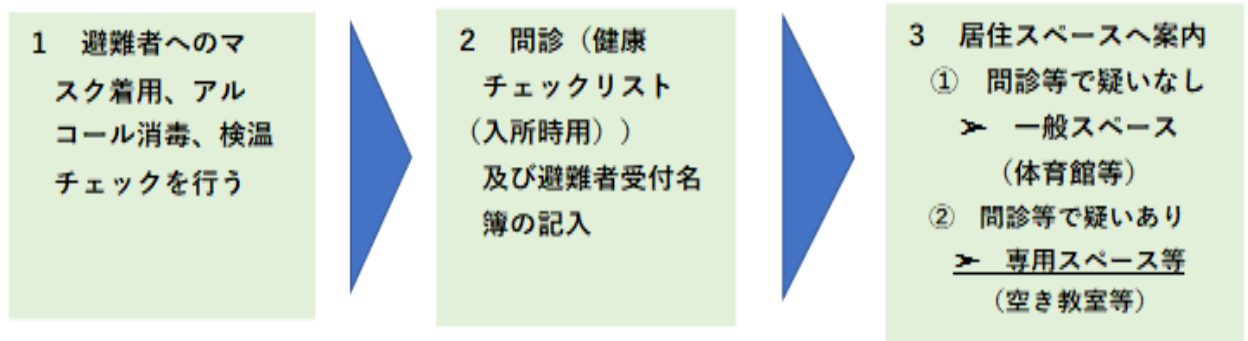 1　避難者へのマ
スク着用、アル
コール消毒、検温
チェックを行う
2　問診（健康
チェックリスト
（入所時用））
及び避難者受付名
簿の記入
3　居住スペースへ案内
①　問診等で疑いなし
➢　一般スペース
（体育館等）
②　問診等で疑いあり
➢　専用スペース等
（空き教室等）